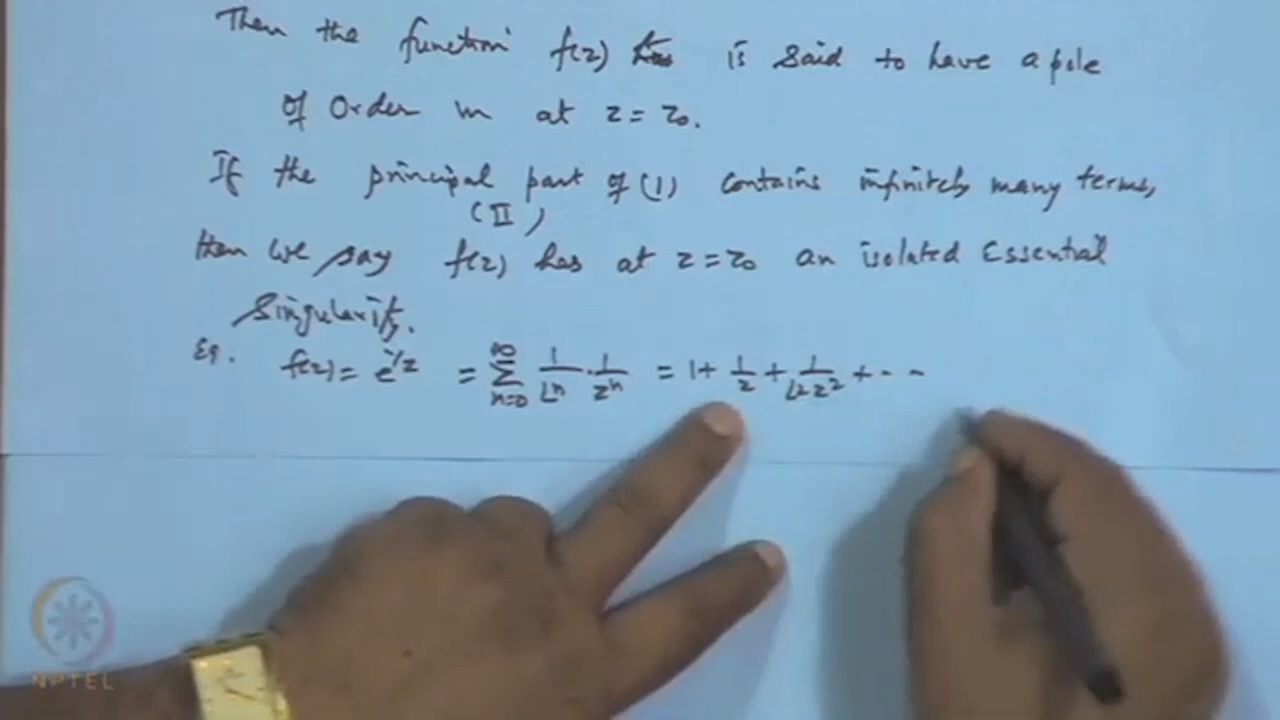 Then the function f(z) has is said to have a pole
of order m at z = z₀.
If the principal part of (1) contains infinitely many terms,
(II)
then we say f(z) has at z = z₀ an isolated essential
singularity.
Eg. f(z) = e^{1/z} = ∑_{n=0}^{∞} 1/∟n · 1/zⁿ = 1 + 1/z + 1/∟2 z² + - -
NPTEL